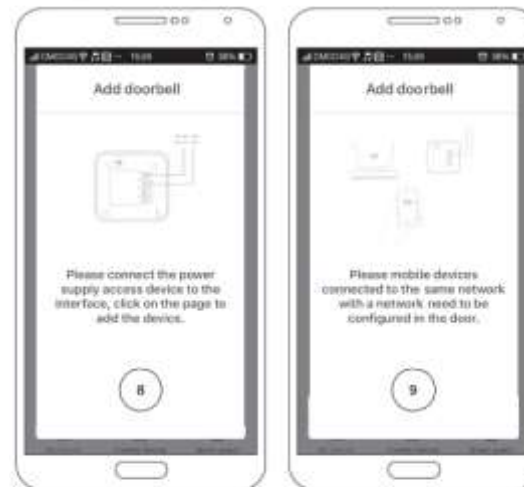 Add doorbell
Please connect the power
supply access device to the
interface, click on the page to
add the device.
8
Add doorbell
Please mobile devices
connected to the same network
with a network need to be
configured in the door.
9